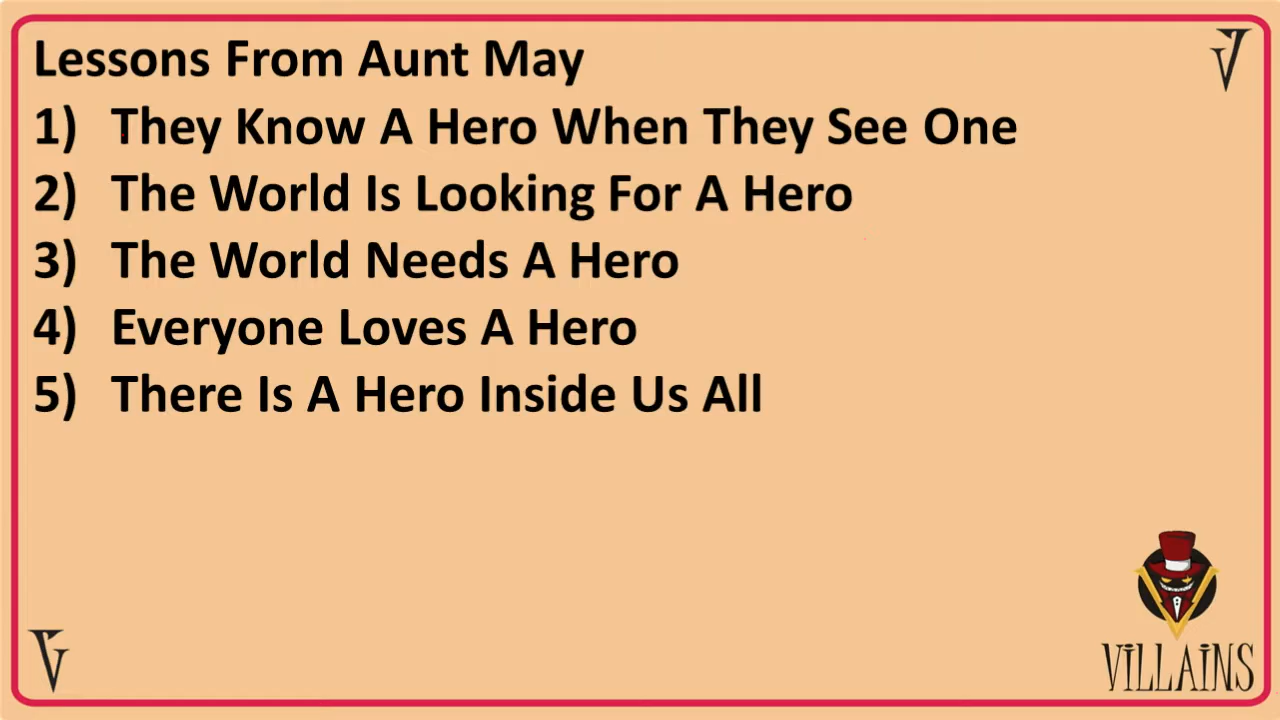 Lessons From Aunt May
1) They Know A Hero When They See One
2) The World Is Looking For A Hero
3) The World Needs A Hero
4) Everyone Loves A Hero
5) There Is A Hero Inside Us All
VILLAINS